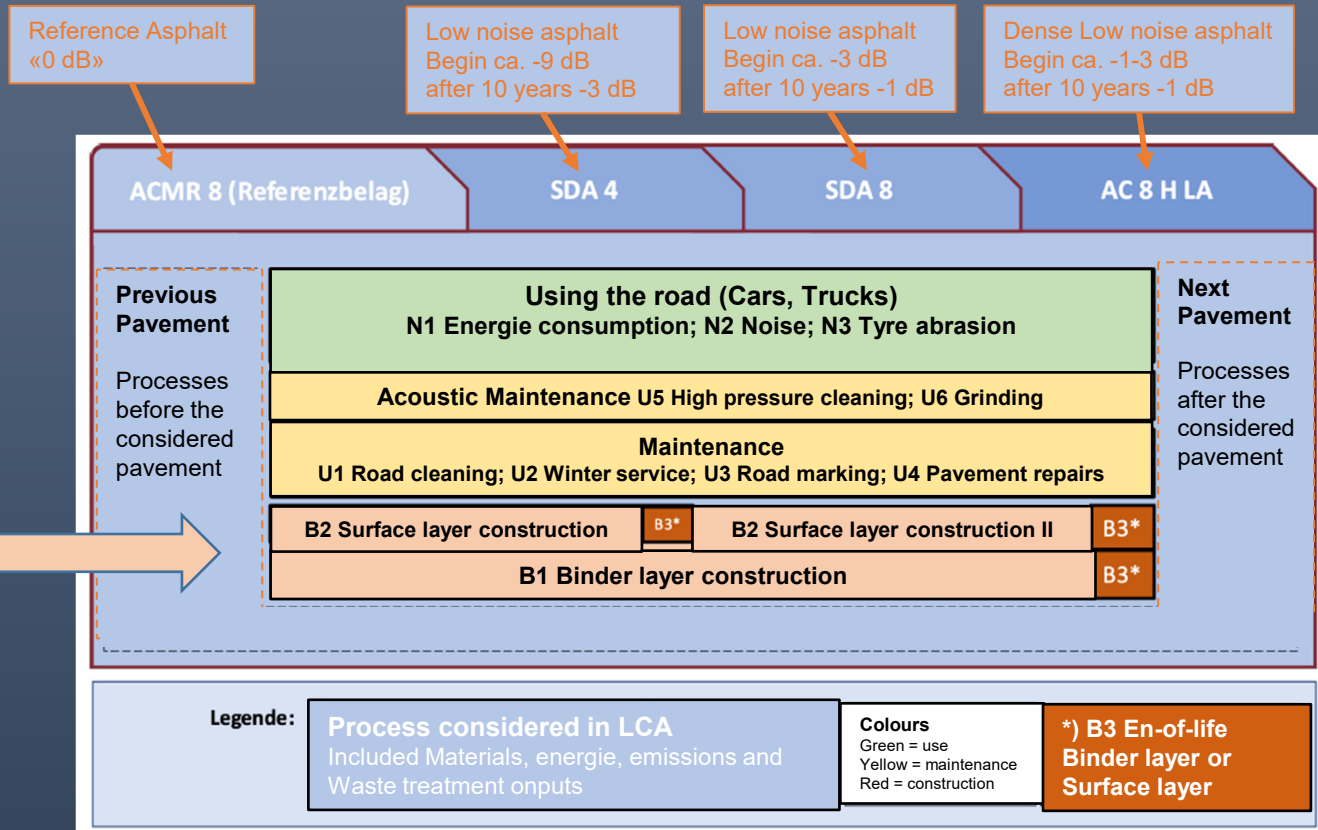 Reference Asphalt
«0 dB»
Low noise asphalt
Begin ca. -9 dB
after 10 years -3 dB
Low noise asphalt
Begin ca. -3 dB
after 10 years -1 dB
Dense Low noise asphalt
Begin ca. -1-3 dB
after 10 years -1 dB
ACMR 8 (Referenzbelag)
SDA 4
SDA 8
AC 8 H LA
Previous
Pavement
Processes
before the
considered
pavement
Using the road (Cars, Trucks)
N1 Energie consumption; N2 Noise; N3 Tyre abrasion
Acoustic Maintenance U5 High pressure cleaning; U6 Grinding
Maintenance
U1 Road cleaning; U2 Winter service; U3 Road marking; U4 Pavement repairs
B2 Surface layer construction
B3*
B2 Surface layer construction II
B3*
B1 Binder layer construction
B3*
Next
Pavement
Processes
after the
considered
pavement
Legende:
Process considered in LCA
Included Materials, energie, emissions and
Waste treatment onputs
Colours
Green = use
Yellow = maintenance
Red = construction
*) B3 En-of-life
Binder layer or
Surface layer